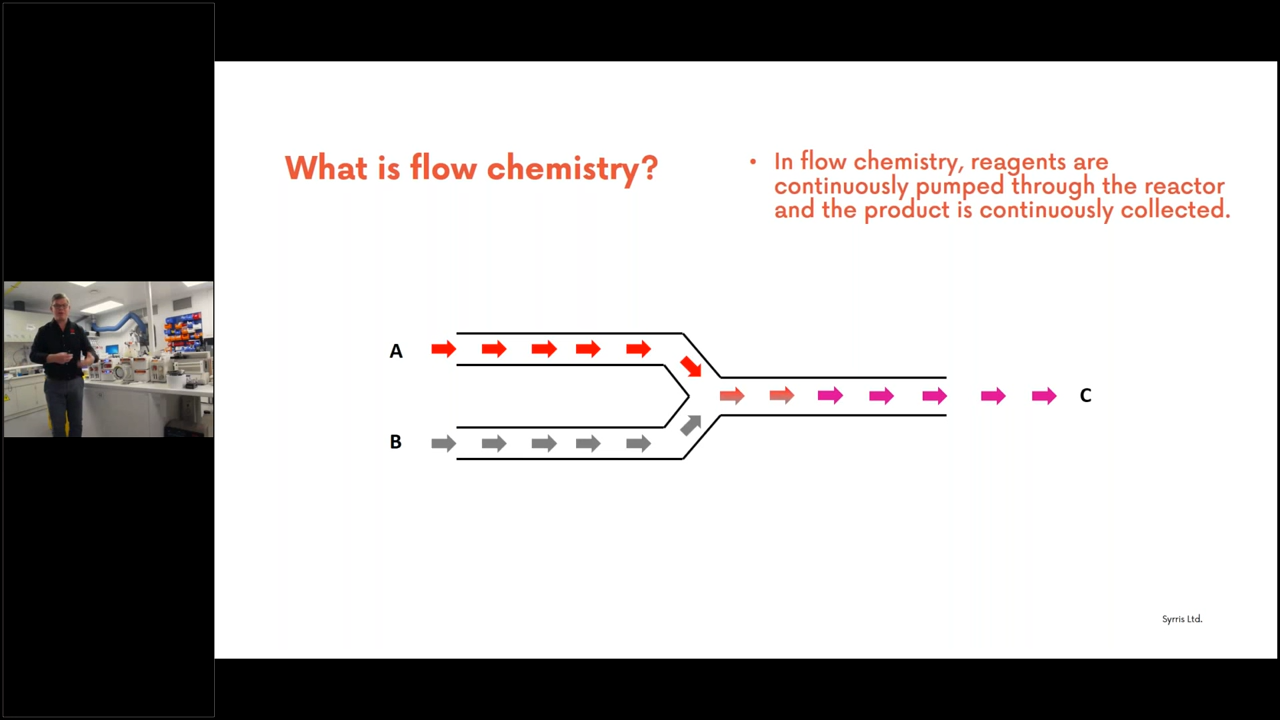 What is flow chemistry?
• In flow chemistry, reagents are
continuously pumped through the reactor
and the product is continuously collected.
A
B
C
Syrris Ltd.